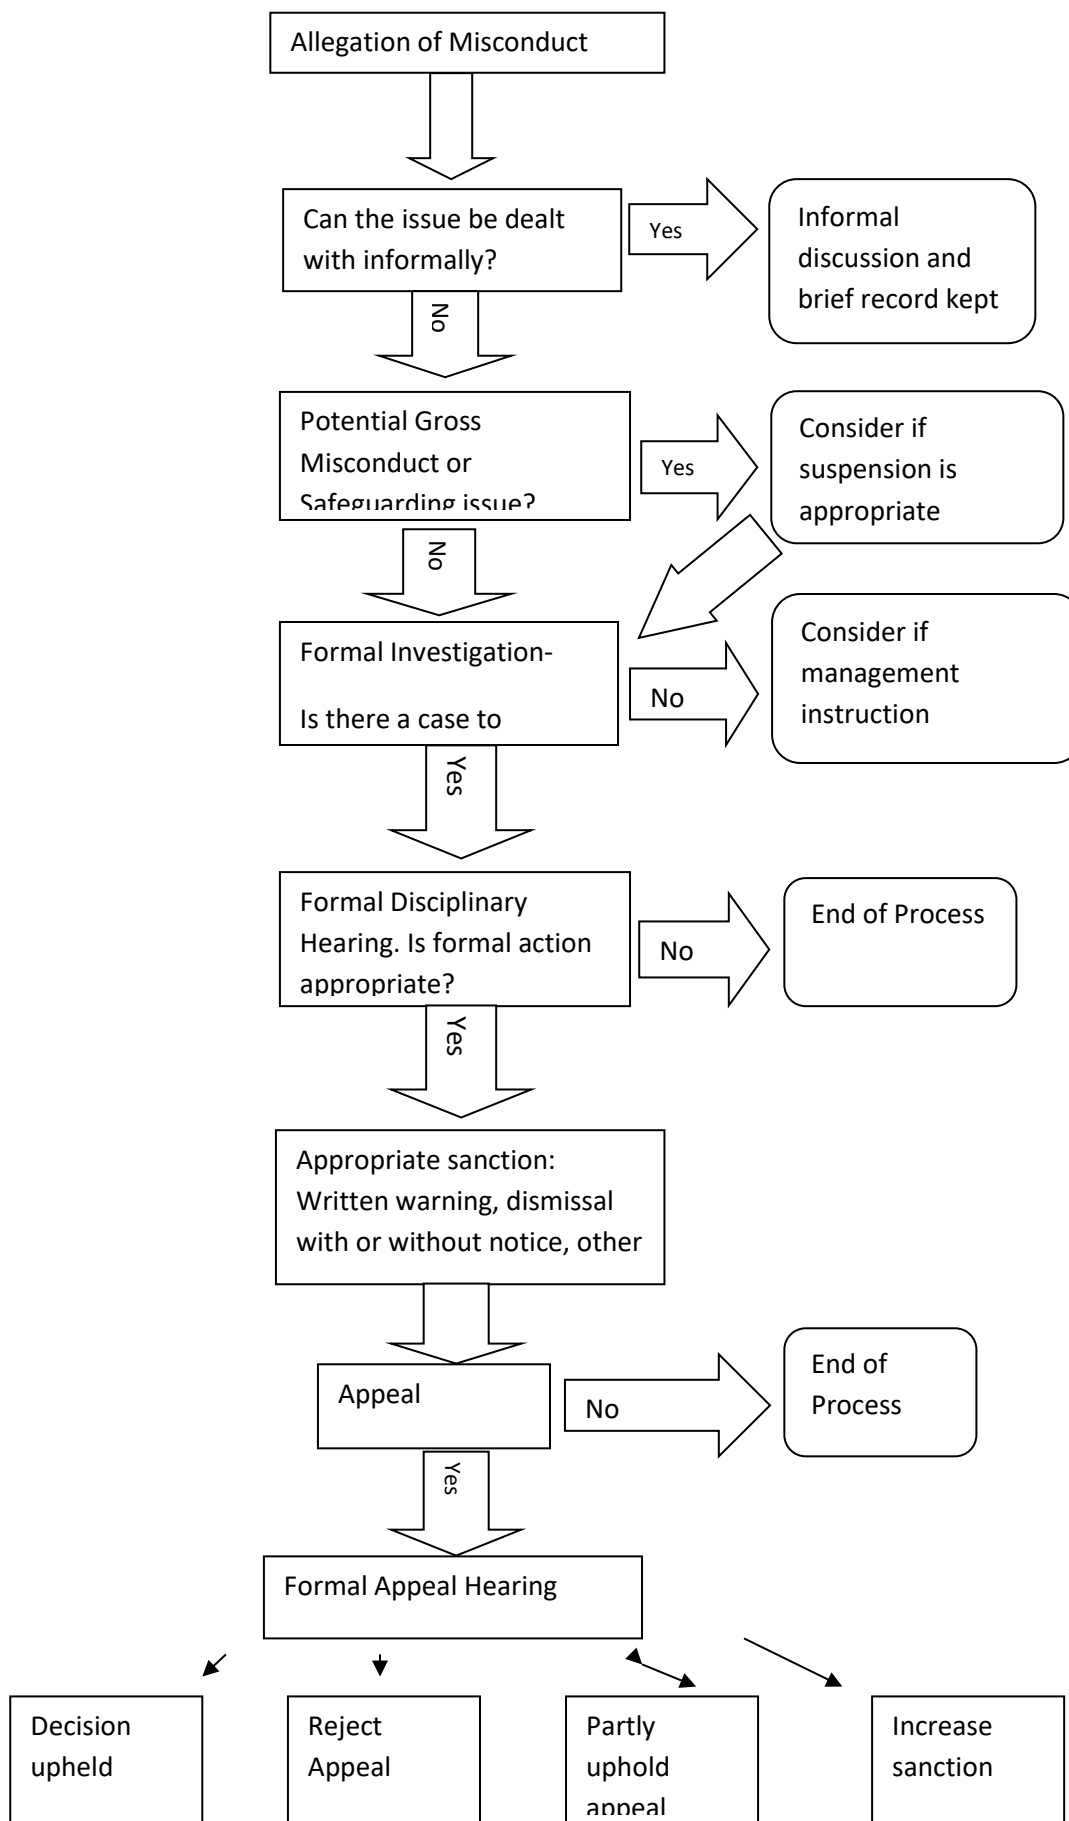 Allegation of Misconduct
Can the issue be dealt
with informally?
Yes
Informal
discussion and
brief record kept
No
Potential Gross
Misconduct or
Safeguarding issue?
Yes
Consider if
suspension is
appropriate
No
Formal Investigation-
Is there a case to
No
Consider if
management
instruction
Yes
Formal Disciplinary
Hearing. Is formal action
appropriate?
No
End of Process
Yes
Appropriate sanction:
Written warning, dismissal
with or without notice, other
Appeal
No
End of
Process
Yes
Formal Appeal Hearing
Decision
upheld
Reject
Appeal
Partly
uphold
appeal
Increase
sanction